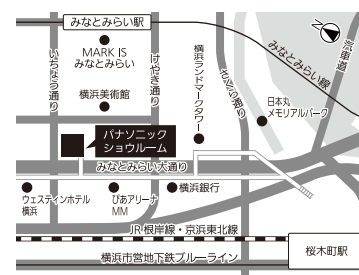 みなとみらい駅
MARK IS
みなとみらい
いちょう通り
けやき通り
横浜美術館
横浜ランドマークタワー
さくら通り
みなとみらい線
汽車道
N
日本丸
メモリアルパーク
パナソニック
ショウルーム
みなとみらい大通り
ウェスティンホテル
横浜
ぴあアリーナ
MM
横浜銀行
JR 根岸線・京浜東北線
桜木町駅
横浜市営地下鉄ブルーライン